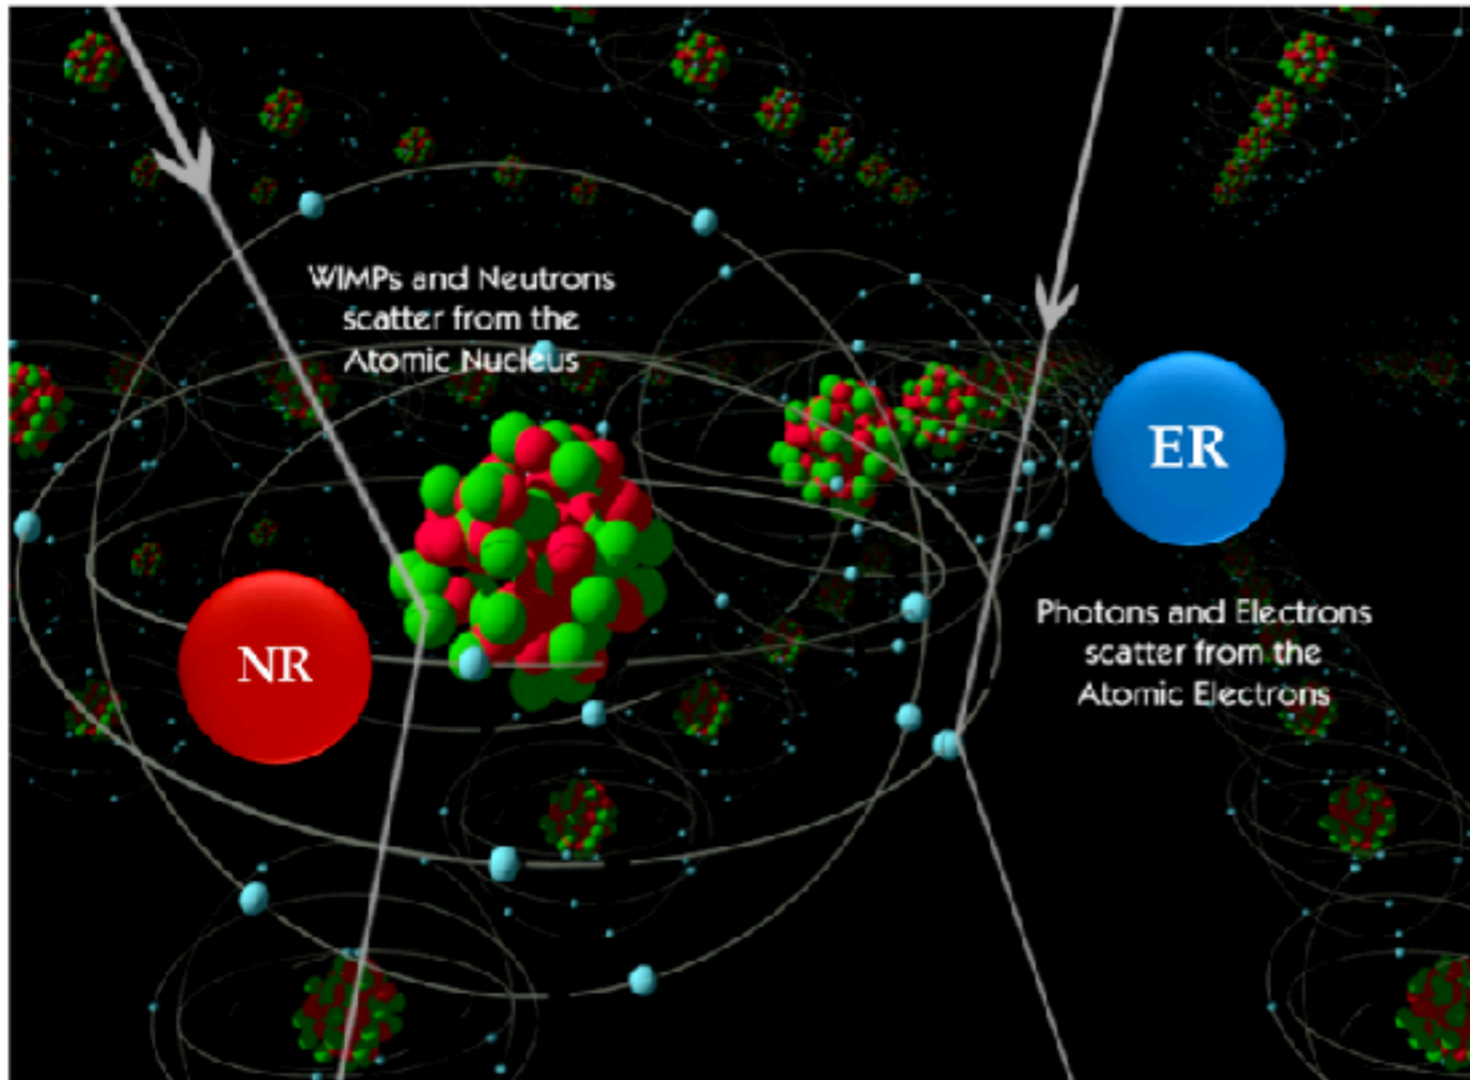 WIMPs and Neutrons
scatter from the
Atomic Nucleus
NR
ER
Photons and Electrons
scatter from the
Atomic Electrons